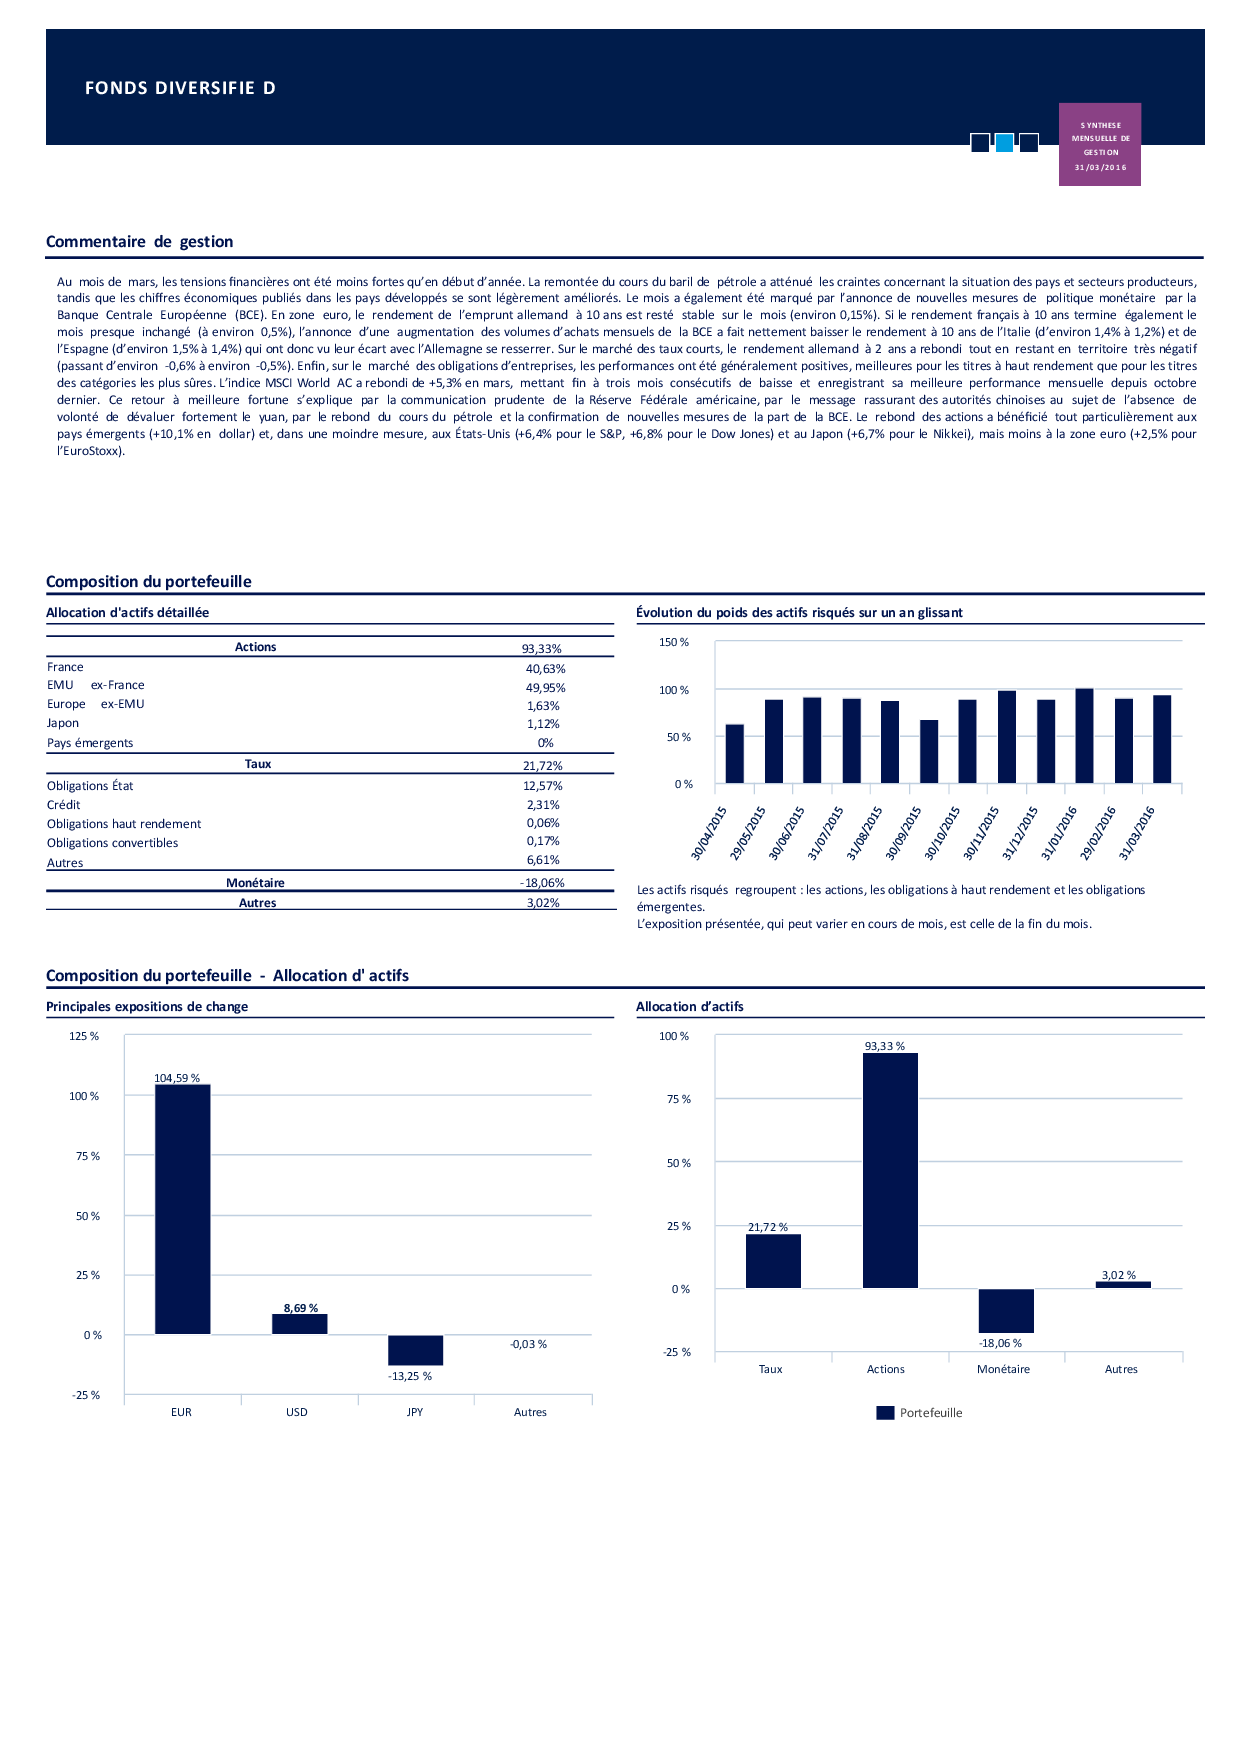 FONDS DIVERSIFIE D
SYNTHESE
MENSUELLE DE
GESTION
31/03/2016
Commentaire de gestion
Au mois de mars, les tensions financières ont été moins fortes qu’en début d’année. La remontée du cours du baril de pétrole a atténué les craintes concernant la situation des pays et secteurs producteurs,
tandis que les chiffres économiques publiés dans les pays développés se sont légèrement améliorés. Le mois a également été marqué par l’annonce de nouvelles mesures de politique monétaire par la
Banque Centrale Européenne (BCE). En zone euro, le rendement de l’emprunt allemand à 10 ans est resté stable sur le mois (environ 0,15%). Si le rendement français à 10 ans termine également le
mois presque inchangé (à environ 0,5%), l’annonce d’une augmentation des volumes d’achats mensuels de la BCE a fait nettement baisser le rendement à 10 ans de l’Italie (d’environ 1,4% à 1,2%) et de
l’Espagne (d’environ 1,5% à 1,4%) qui ont donc vu leur écart avec l’Allemagne se resserrer. Sur le marché des taux courts, le rendement allemand à 2 ans a rebondi tout en restant en territoire très négatif
(passant d’environ -0,6% à environ -0,5%). Enfin, sur le marché des obligations d’entreprises, les performances ont été généralement positives, meilleures pour les titres à haut rendement que pour les titres
des catégories les plus sûres. L’indice MSCI World AC a rebondi de +5,3% en mars, mettant fin à trois mois consécutifs de baisse et enregistrant sa meilleure performance mensuelle depuis octobre
dernier. Ce retour à meilleure fortune s’explique par la communication prudente de la Réserve Fédérale américaine, par le message rassurant des autorités chinoises au sujet de l’absence de
volonté de dévaluer fortement le yuan, par le rebond du cours du pétrole et la confirmation de nouvelles mesures de la part de la BCE. Le rebond des actions a bénéficié tout particulièrement aux
pays émergents (+10,1% en dollar) et, dans une moindre mesure, aux États-Unis (+6,4% pour le S&P, +6,8% pour le Dow Jones) et au Japon (+6,7% pour le Nikkei), mais moins à la zone euro (+2,5% pour
l’EuroStoxx).
Composition du portefeuille
Allocation d'actifs détaillée
Actions 93,33%
France 40,63%
EMU ex-France 49,95%
Europe ex-EMU 1,63%
Japon 1,12%
Pays émergents 0%
Taux 21,72%
Obligations État 12,57%
Crédit 2,31%
Obligations haut rendement 0,06%
Obligations convertibles 0,17%
Autres 6,61%
Monétaire -18,06%
Autres 3,02%
Évolution du poids des actifs risqués sur un an glissant
150 %
100 %
50 %
0 %
30/04/2015 29/05/2015 30/06/2015 31/07/2015 31/08/2015 30/09/2015 30/10/2015 30/11/2015 31/12/2015 31/01/2016 29/02/2016 31/03/2016
Les actifs risqués regroupent : les actions, les obligations à haut rendement et les obligations
émergentes.
L’exposition présentée, qui peut varier en cours de mois, est celle de la fin du mois.
Composition du portefeuille - Allocation d' actifs
Principales expositions de change
125 %
100 %
75 %
50 %
25 %
0 %
-25 %
104,59 %
8,69 %
-13,25 %
-0,03 %
EUR USD JPY Autres
Allocation d’actifs
100 %
75 %
50 %
25 %
0 %
-25 %
21,72 %
93,33 %
-18,06 %
3,02 %
Taux Actions Monétaire Autres
Portefeuille